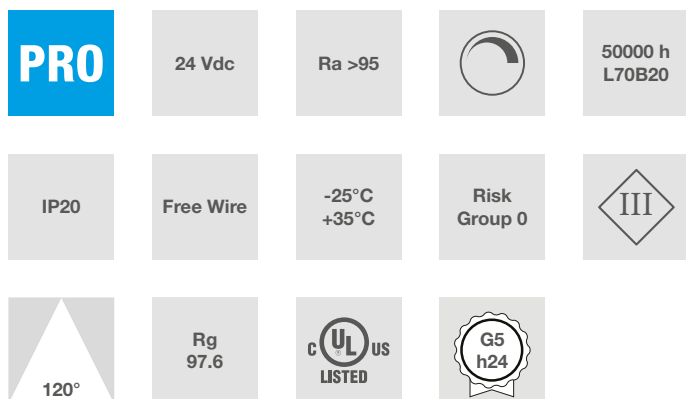 PRO
24 Vdc
Ra >95
50000 h
L70B20
IP20
Free Wire
-25°C
+35°C
Risk
Group 0
III
120°
Rg
97.6
C UL US
®
LISTED
G5
h24